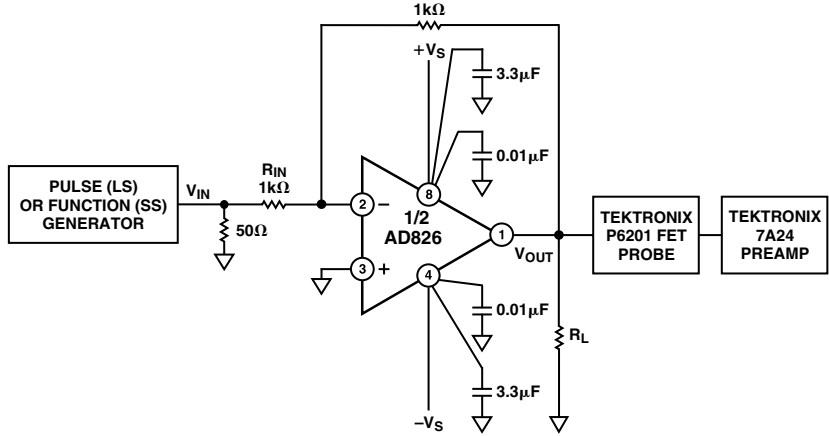 1kΩ
+VS
3.3µF
0.01µF
PULSE (LS)
OR FUNCTION (SS)
GENERATOR
VIN
RIN
1kΩ
50Ω
2
–
8
1/2
AD826
3
+
4
1
VOUT
TEKTRONIX
P6201 FET
PROBE
TEKTRONIX
7A24
PREAMP
0.01µF
RL
3.3µF
–VS